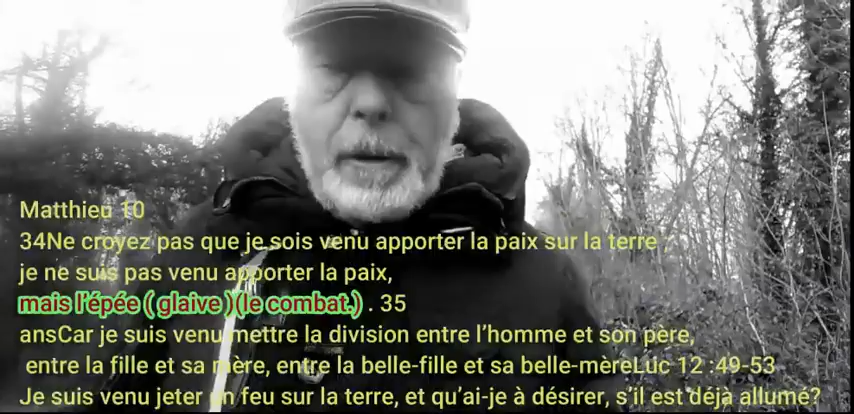 Matthieu 10
34Ne croyez pas que je sois venu apporter la paix sur la terre ;
je ne suis pas venu apporter la paix,
mais l'épée ( glaive )(le combat.) . 35
ansCar je suis venu mettre la division entre l'homme et son père,
entre la fille et sa mère, entre la belle-fille et sa belle-mèreLuc 12 :49-53
Je suis venu jeter un feu sur la terre, et qu'ai-je à désirer, s'il est déjà allumé?